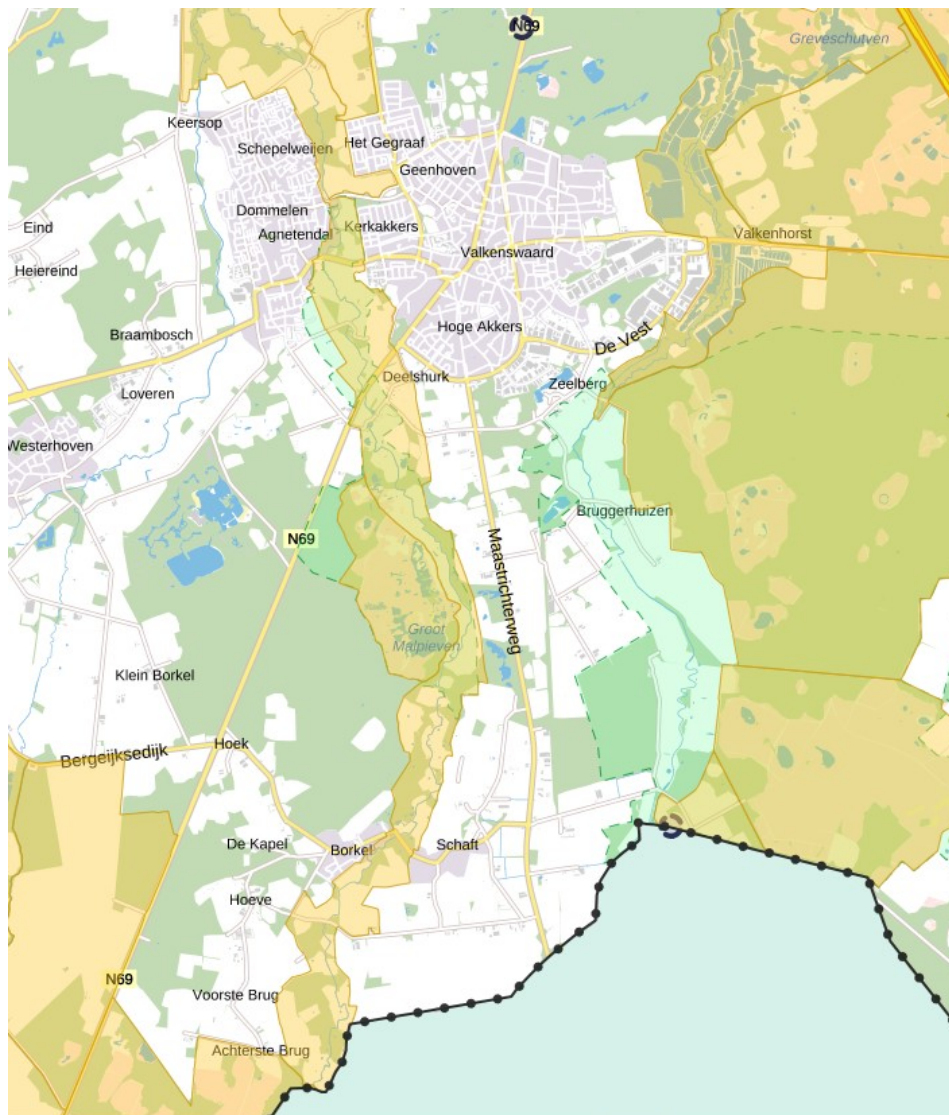 N69
Greveschutven
Keersop
Schepelweijen
Het Gegraaf
Geenhoven
Dommelen
Agnetendal
Kerkakkers
Eind
Heiereind
Valkenswaard
Valkenhorst
Braambosch
Hoge Akkers
De Vest
Loveren
Deelshurk
Zeelberg
Westerhoven
Bruggerhuizen
N69
Maastrichterweg
Groot
Malpieven
Klein Borkel
Hoek
Bergeijksedijk
De Kapel
Borkel
Schaft
Hoeve
N69
Voorste Brug
Achterste Brug